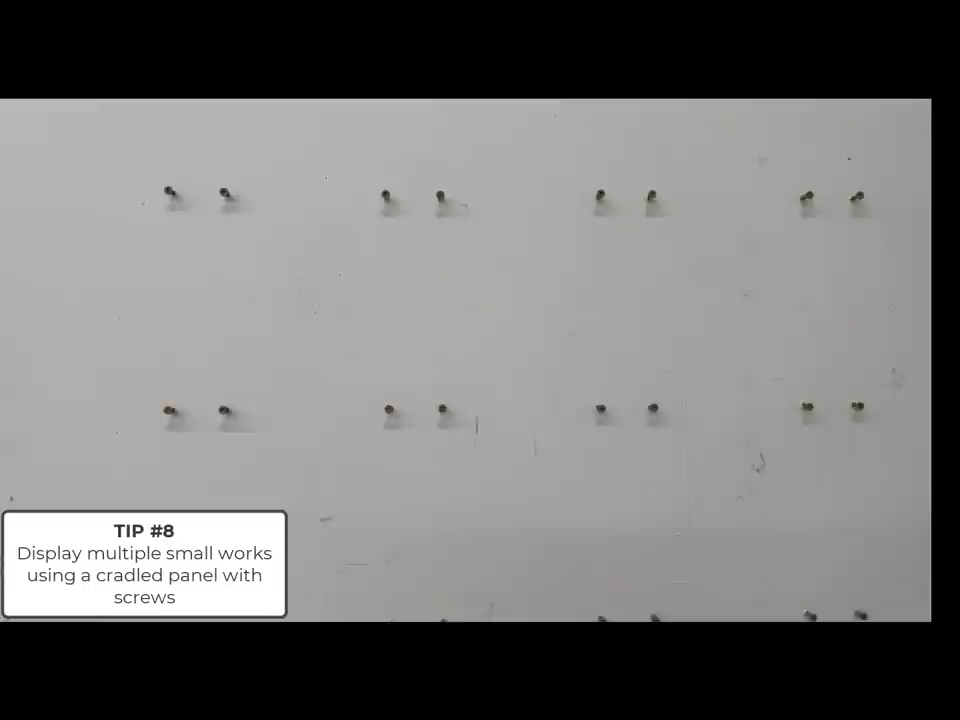 TIP #8
Display multiple small works
using a cradled panel with
screws